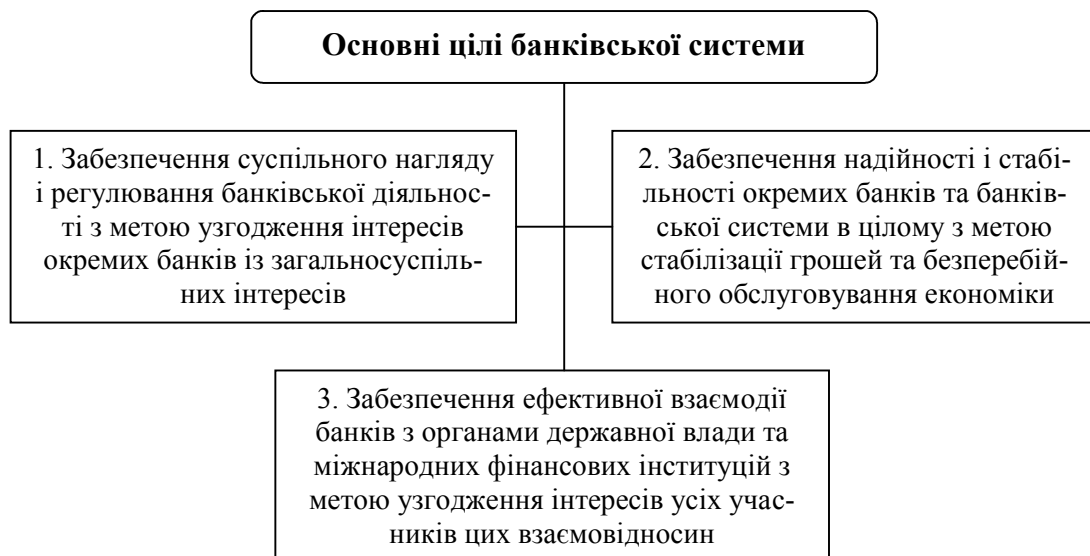 Основні цілі банківської системи
1. Забезпечення суспільного нагляду
і регулювання банківської діяльнос-
ті з метою узгодження інтересів
окремих банків із загальносуспіль-
них інтересів
2. Забезпечення надійності і стабі-
льності окремих банків та банків-
ської системи в цілому з метою
стабілізації грошей та безперебій-
ного обслуговування економіки
3. Забезпечення ефективної взаємодії
банків з органами державної влади та
міжнародних фінансових інституцій з
метою узгодження інтересів усіх учас-
ників цих взаємовідносин